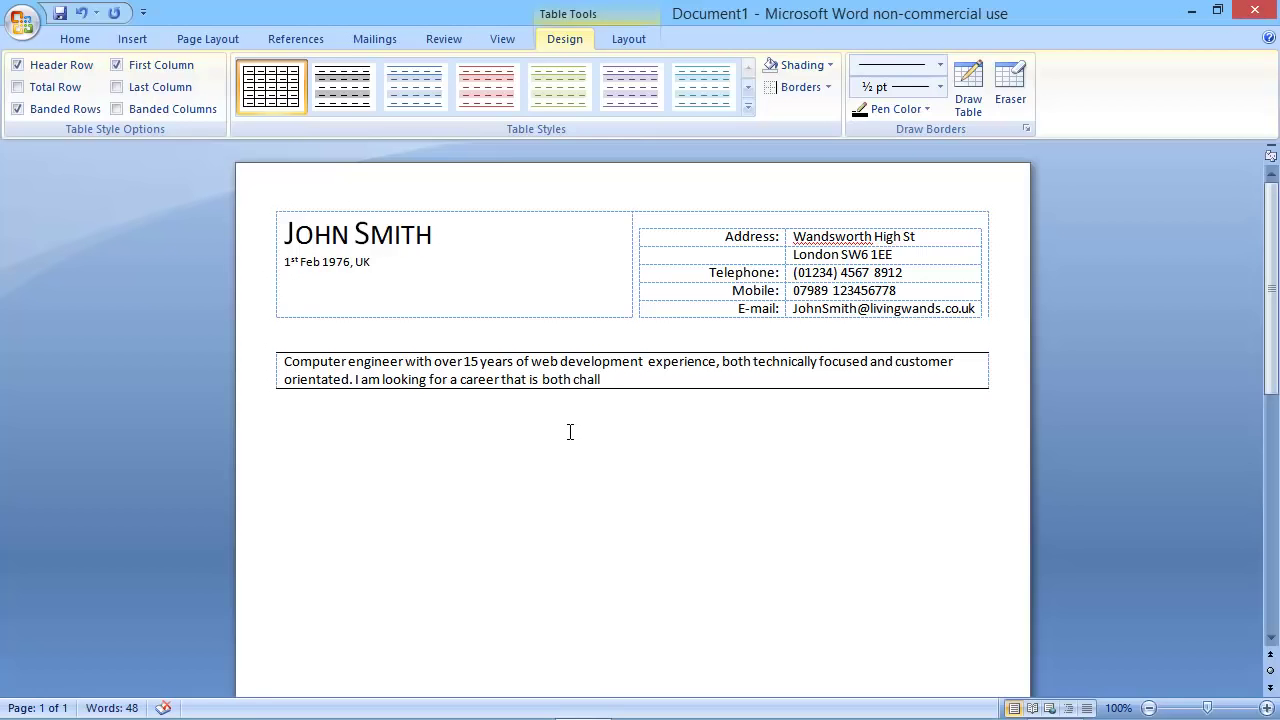 Table Tools
Document1 - Microsoft Word non-commercial use
Home Insert Page Layout References Mailings Review View Design Layout
Header Row First Column
Total Row Last Column
Banded Rows Banded Columns
Table Style Options
Table Styles
Shading
Borders
½ pt
Pen Color
Draw Table
Eraser
Draw Borders
JOHN SMITH
1st Feb 1976, UK
Address: Wandsworth High St
London SW6 1EE
Telephone: (01234) 4567 8912
Mobile: 07989 123456778
E-mail: JohnSmith@livingwands.co.uk
Computer engineer with over 15 years of web development experience, both technically focused and customer
orientated. I am looking for a career that is both chall
Page: 1 of 1 Words: 48 100%